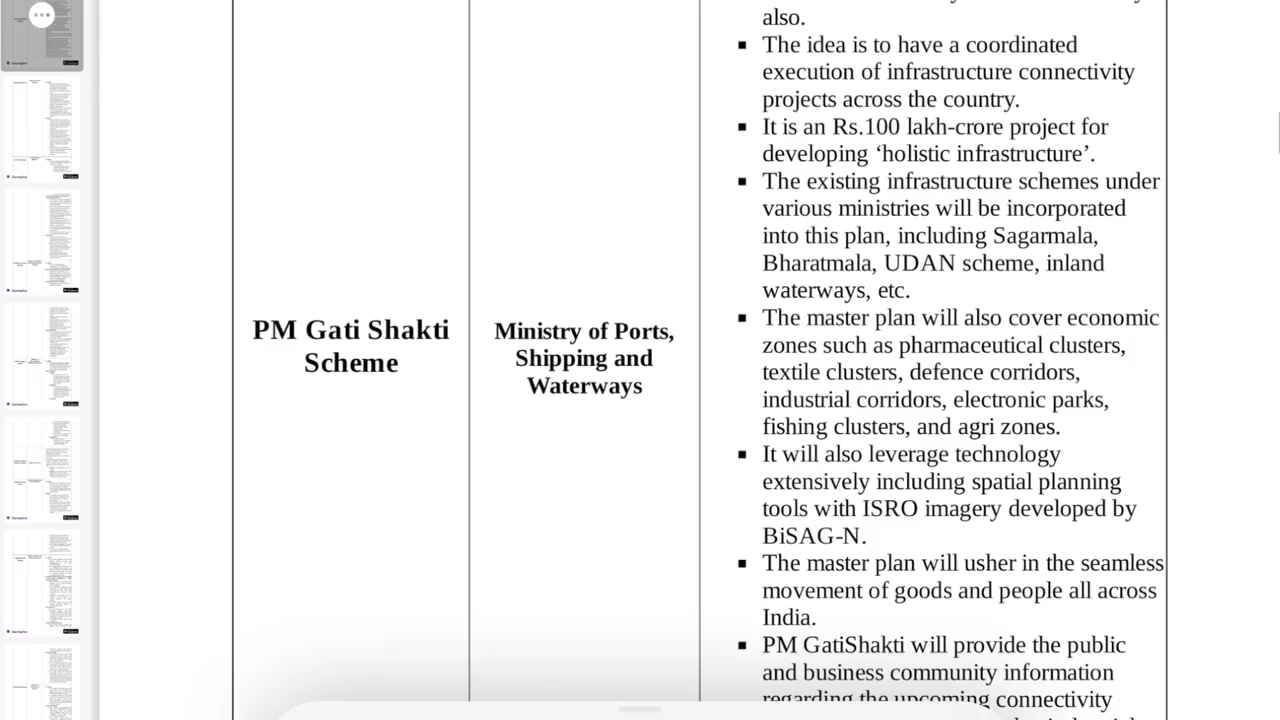 also.
▪ The idea is to have a coordinated
execution of infrastructure connectivity
projects across the country.
▪ It is an Rs.100 lakh-crore project for
developing ‘holistic infrastructure’.
▪ The existing infrastructure schemes under
various ministries will be incorporated
into this plan, including Sagarmala,
Bharatmala, UDAN scheme, inland
waterways, etc.
PM Gati Shakti
Scheme
Ministry of Ports,
Shipping and
Waterways
▪ The master plan will also cover economic
zones such as pharmaceutical clusters,
textile clusters, defence corridors,
industrial corridors, electronic parks,
fishing clusters, and agri zones.
▪ It will also leverage technology
extensively including spatial planning
tools with ISRO imagery developed by
BiSAG-N.
▪ The master plan will usher in the seamless
movement of goods and people all across
India.
▪ PM GatiShakti will provide the public
and business community information
regarding the upcoming connectivity